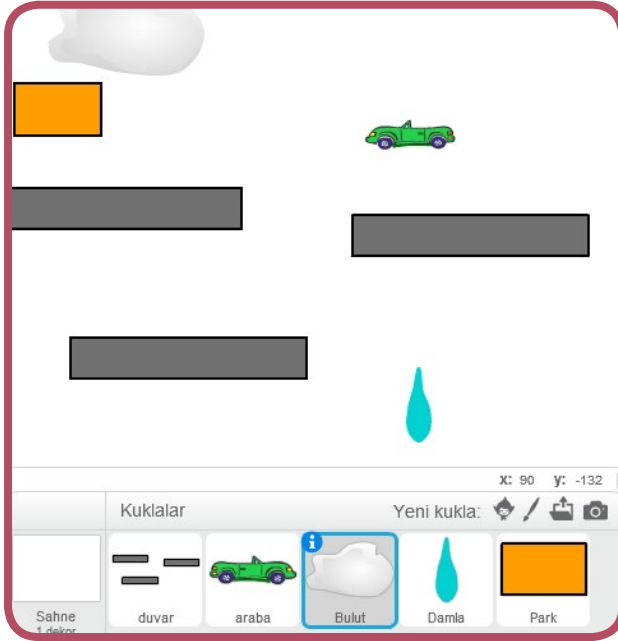 x: 90 y: -132
Kuklalar Yeni kukla:
Sahne duvar araba Bulut Damla Park
1 dekor